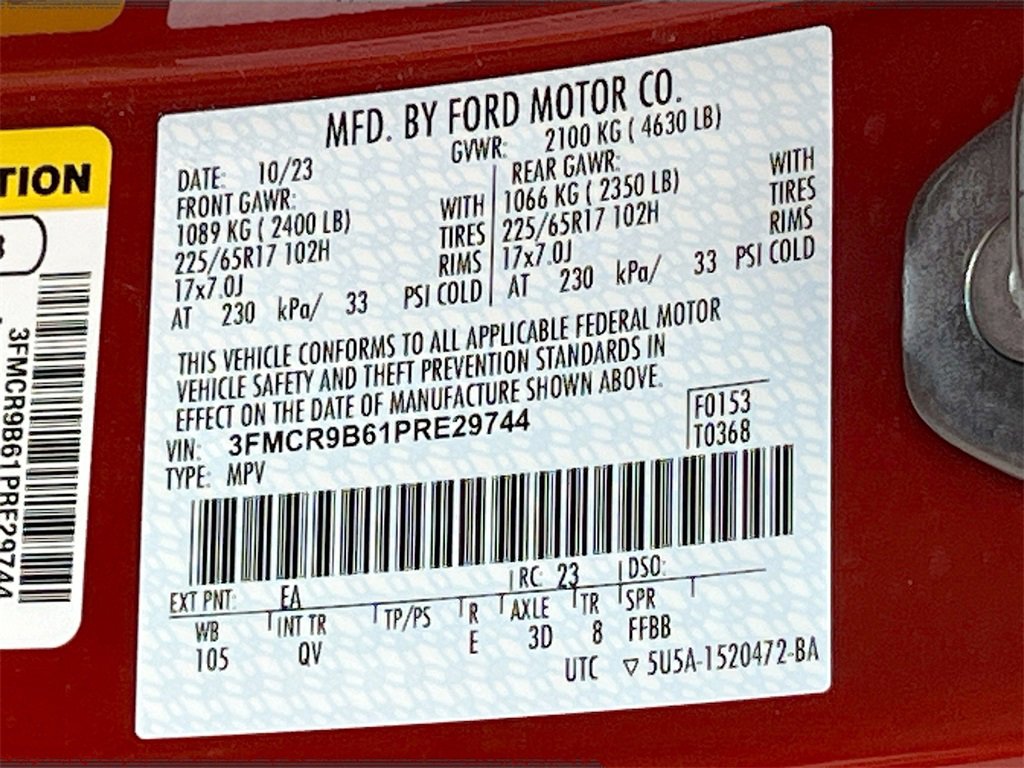 TION
3FMCR9B61PRE29744
MFD. BY FORD MOTOR CO.
DATE: 10/23 GVWR: 2100 KG ( 4630 LB)
FRONT GAWR: REAR GAWR:
1089 KG ( 2400 LB) WITH 1066 KG ( 2350 LB) WITH
225/65R17 102H TIRES 225/65R17 102H TIRES
17x7.0J RIMS 17x7.0J RIMS
AT 230 kPa/ 33 PSI COLD AT 230 kPa/ 33 PSI COLD
THIS VEHICLE CONFORMS TO ALL APPLICABLE FEDERAL MOTOR
VEHICLE SAFETY AND THEFT PREVENTION STANDARDS IN
EFFECT ON THE DATE OF MANUFACTURE SHOWN ABOVE.
VIN: 3FMCR9B61PRE29744 F0153
TYPE: MPV T0368
EXT PNT: EA RC: 23 DSO:
WB INT TR TP/PS R AXLE TR SPR
105 QV E 3D 8 FFBB
UTC ▽ 5U5A-1520472-BA